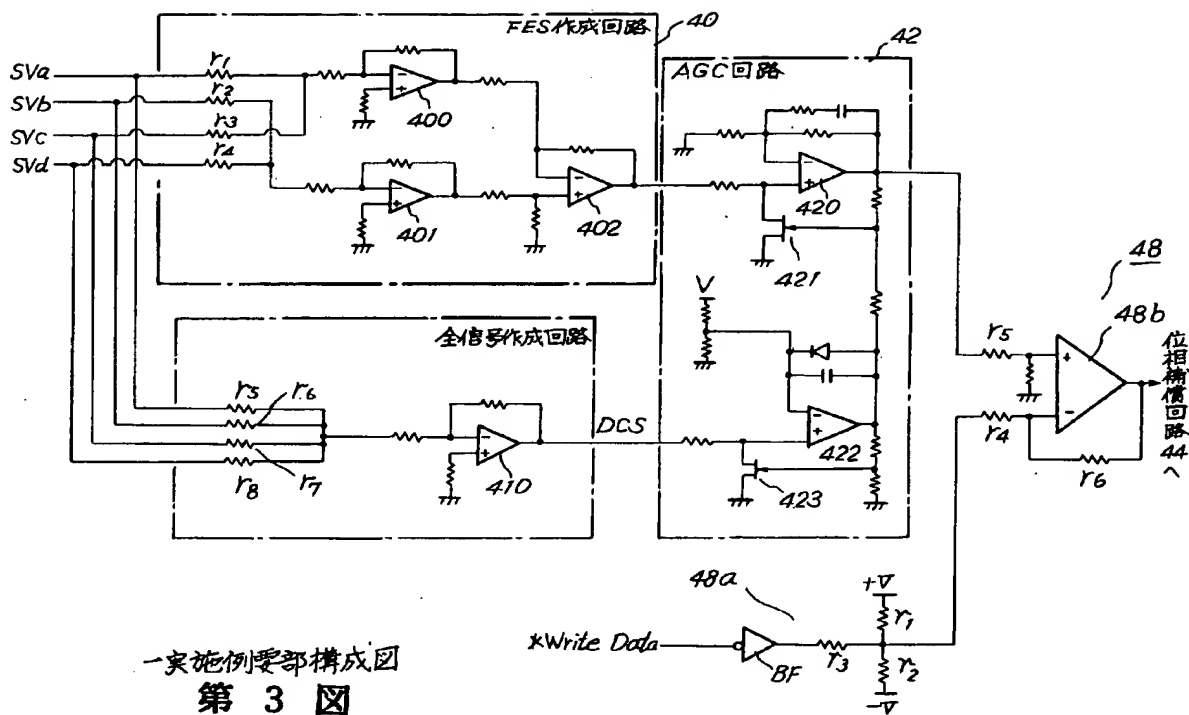 FES作成回路
40
SVa
SVb
SVc
SVd
r1
r2
r3
r4
400
401
402
AGC回路
42
420
421
V
422
423
全信号作成回路
r5
r6
r7
r8
410
DCS
48
48b
r5
r4
r6
位相補償回路44へ
48a
*Write Data
BF
r3
+V
r1
r2
-V
一実施例要部構成図
第 3 図